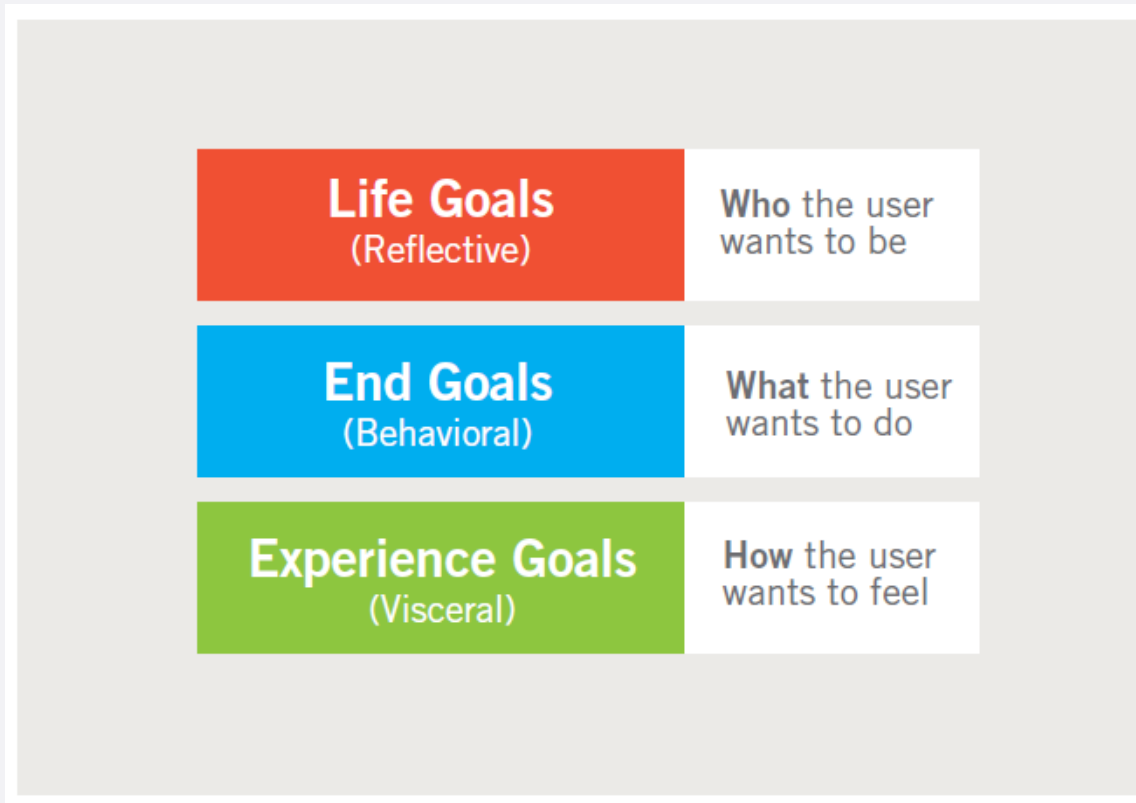 Life Goals
(Reflective)
Who the user
wants to be
End Goals
(Behavioral)
What the user
wants to do
Experience Goals
(Visceral)
How the user
wants to feel